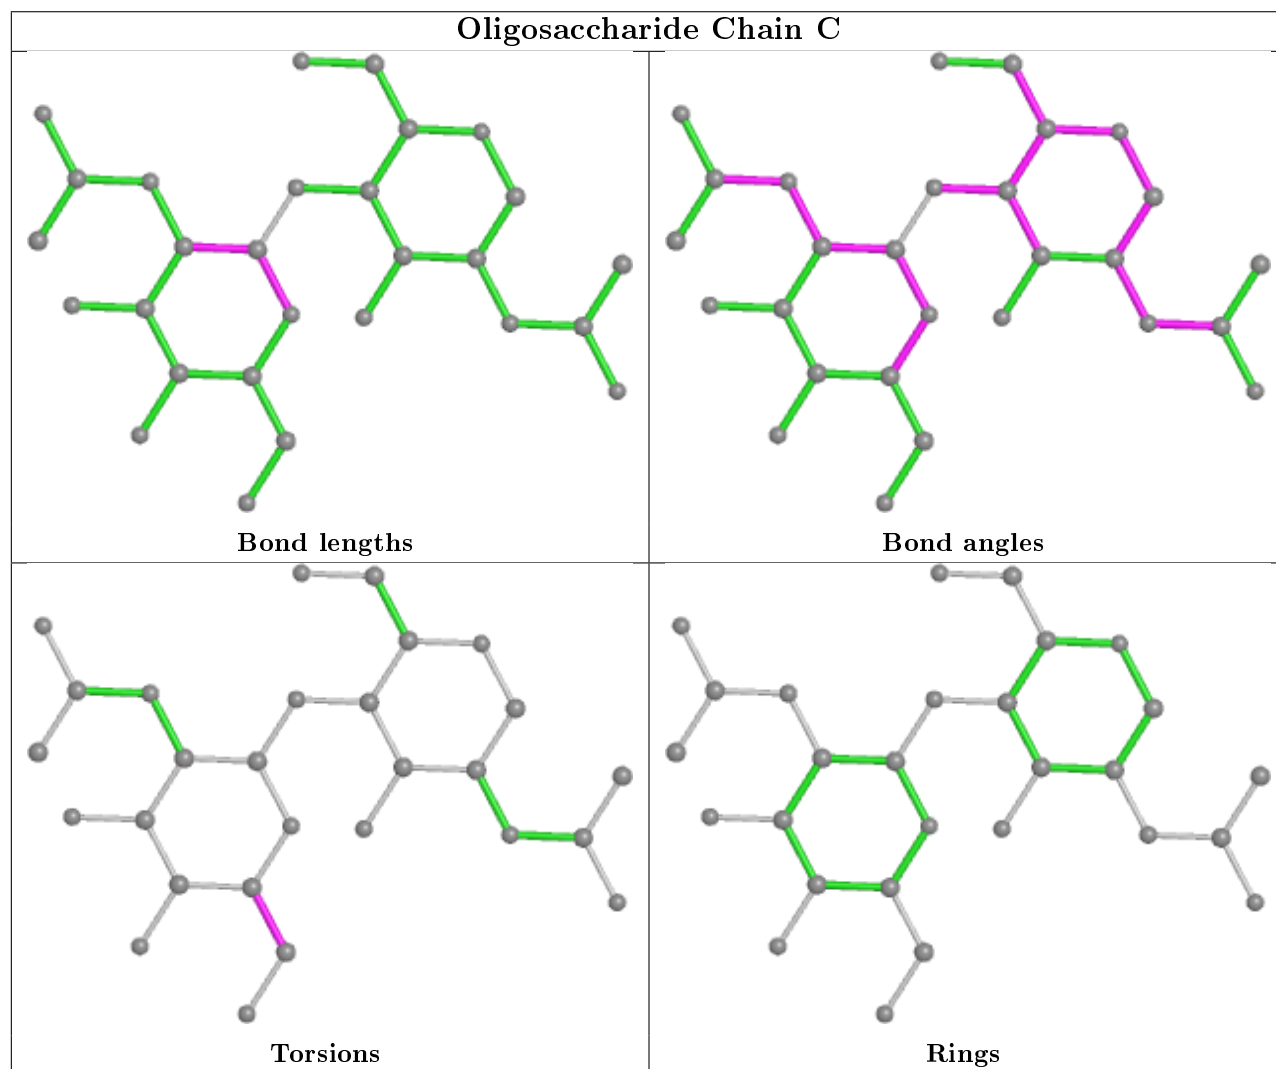 Oligosaccharide Chain C
Bond lengths
Bond angles
Torsions
Rings